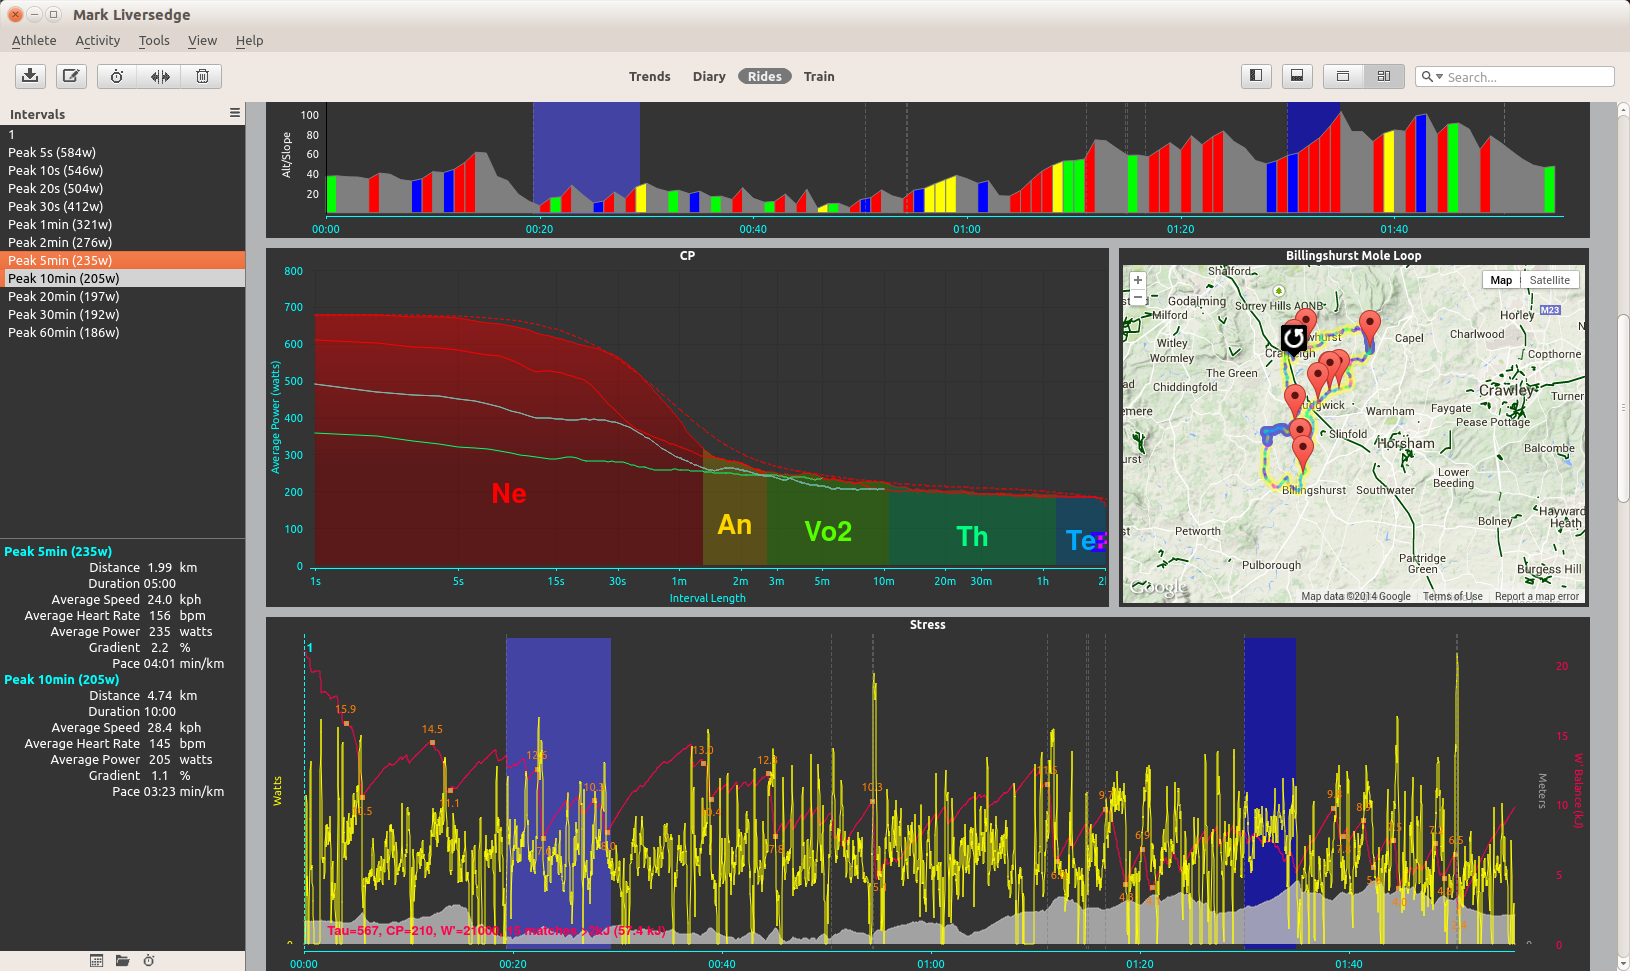 Mark Liversedge
Athlete Activity Tools View Help
Trends Diary Rides Train
Search...
Intervals
1
Peak 5s (584w)
Peak 10s (546w)
Peak 20s (504w)
Peak 30s (412w)
Peak 1min (321w)
Peak 2min (276w)
Peak 5min (235w)
Peak 10min (205w)
Peak 20min (197w)
Peak 30min (192w)
Peak 60min (186w)
Peak 5min (235w)
Distance 1.99 km
Duration 05:00
Average Speed 24.0 kph
Average Heart Rate 156 bpm
Average Power 235 watts
Gradient 2.2 %
Pace 04:01 min/km
Peak 10min (205w)
Distance 4.74 km
Duration 10:00
Average Speed 28.4 kph
Average Heart Rate 145 bpm
Average Power 205 watts
Gradient 1.1 %
Pace 03:23 min/km
Alt/Slope
100
80
60
40
20
00:00 00:20 00:40 01:00 01:20 01:40
CP
Average Power (watts)
800
700
600
500
400
300
200
100
0
Ne An Vo2 Th Te
1s 5s 15s 30s 1m 2m 3m 5m 10m 20m 30m 1h
Interval Length
Billingshurst Mole Loop
Map Satellite
Shalford
Godalming
Surrey Hills AONB
Milford
Horley
M23
Witley
Wormley
Capel
Charlwood
Copthorne
The Green
Chiddingfold
Crawley
Turner
Warnham
Faygate
Pease Pottage
Slinfold
Horsham
Balcombe
Lower
Beeding
Billingshurst
Southwater
Hayward
Heath
Bolney
Petworth
Partridge
Green
Pulborough
Burgess Hill
Google
Map data ©2014 Google Terms of Use Report a map error
Stress
1
Watts
15.9
14.5
13.0
10.3
20
15
10
5
0
Meters
W' Balance (kJ)
Tau=567, CP=210, W'=21000, 15 matches >2kJ (57.4 kJ)
00:00 00:20 00:40 01:00 01:20 01:40